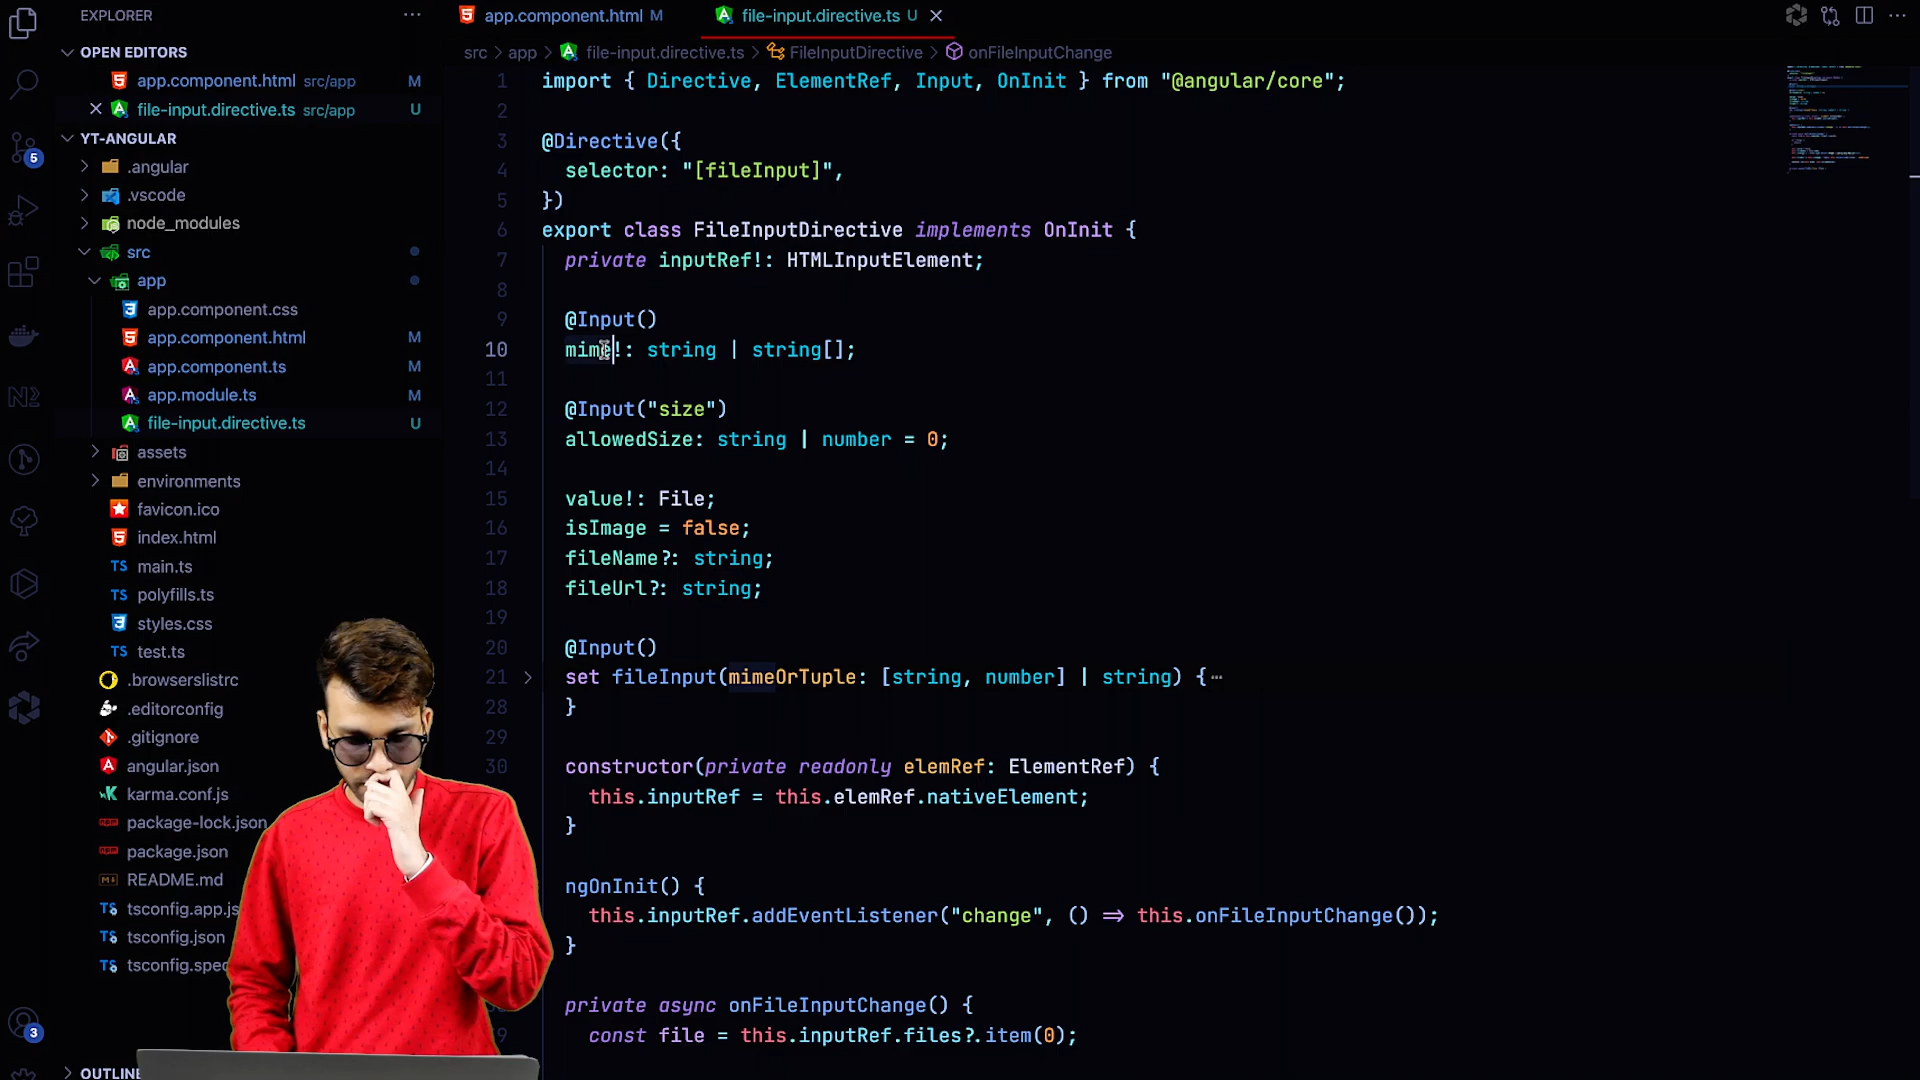 EXPLORER
OPEN EDITORS
app.component.html src/app M
file-input.directive.ts src/app U
YT-ANGULAR
.angular
.vscode
node_modules
src
app
app.component.css
app.component.html M
app.component.ts M
app.module.ts M
file-input.directive.ts U
assets
environments
favicon.ico
index.html
main.ts
polyfills.ts
styles.css
test.ts
.browserslistrc
.editorconfig
.gitignore
angular.json
karma.conf.js
package-lock.json
package.json
README.md
tsconfig.app.js
tsconfig.json
tsconfig.spec
OUTLINE
5
3
app.component.html M
file-input.directive.ts U
src > app > file-input.directive.ts > FileInputDirective > onFileInputChange
1 import { Directive, ElementRef, Input, OnInit } from "@angular/core";
2
3 @Directive({
4 selector: "[fileInput]",
5 })
6 export class FileInputDirective implements OnInit {
7 private inputRef!: HTMLInputElement;
8
9 @Input()
10 mime!: string | string[];
11
12 @Input("size")
13 allowedSize: string | number = 0;
14
15 value!: File;
16 isImage = false;
17 fileName?: string;
18 fileUrl?: string;
19
20 @Input()
21 set fileInput(mimeOrTuple: [string, number] | string) {⋯
28 }
29
30 constructor(private readonly elemRef: ElementRef) {
this.inputRef = this.elemRef.nativeElement;
}
ngOnInit() {
this.inputRef.addEventListener("change", () => this.onFileInputChange());
}
private async onFileInputChange() {
const file = this.inputRef.files?.item(0);